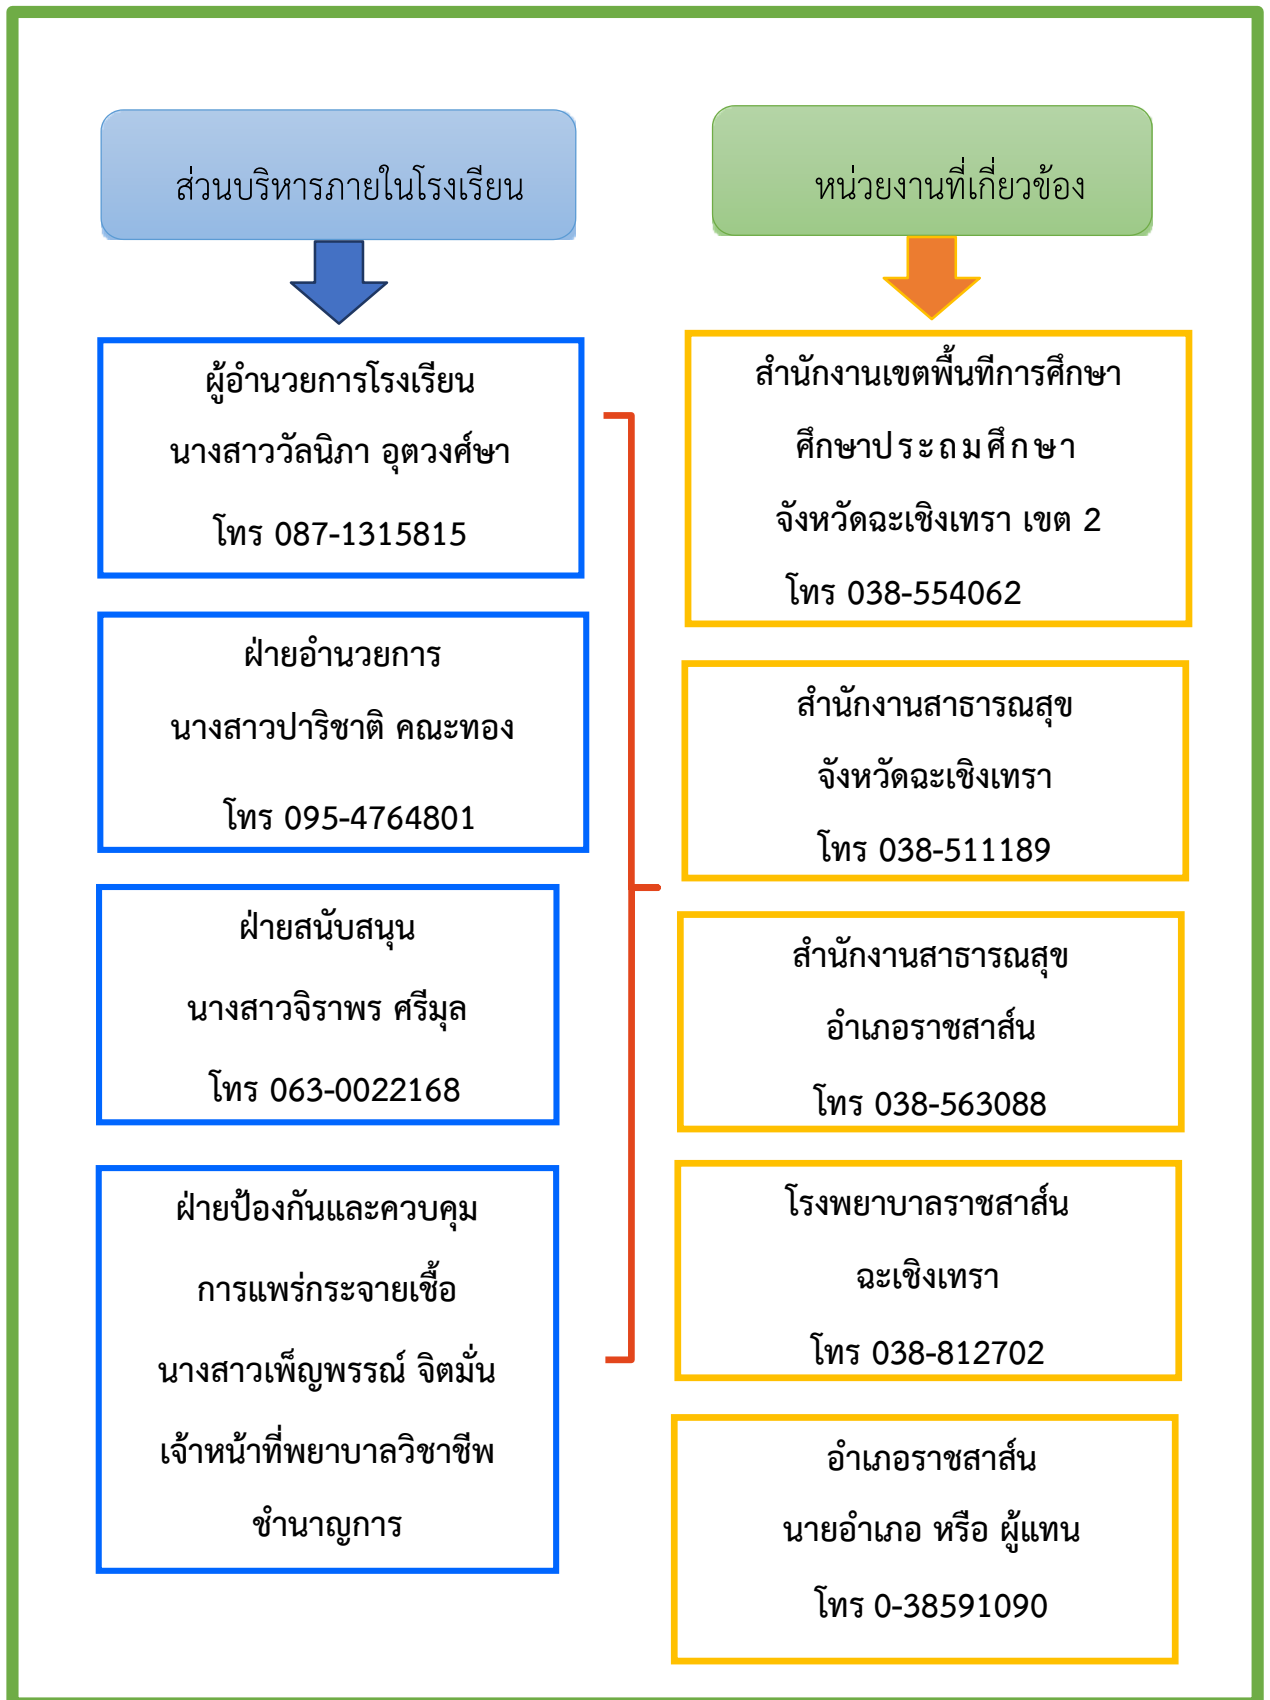 ส่วนบริหารภายในโรงเรียน
ผู้อำนวยการโรงเรียน
นางสาววัลนิภา อุตวงศ์ษา
โทร 087-1315815
ฝ่ายอำนวยการ
นางสาวปาริชาติ คณะทอง
โทร 095-4764801
ฝ่ายสนับสนุน
นางสาวจิราพร ศรีมุล
โทร 063-0022168
ฝ่ายป้องกันและควบคุม
การแพร่กระจายเชื้อ
นางสาวเพ็ญพรรณ์ จิตมั่น
เจ้าหน้าที่พยาบาลวิชาชีพ
ชำนาญการ
หน่วยงานที่เกี่ยวข้อง
สำนักงานเขตพื้นทีการศึกษา
ศึกษาประถมศึกษา
จังหวัดฉะเชิงเทรา เขต 2
โทร 038-554062
สำนักงานสาธารณสุข
จังหวัดฉะเชิงเทรา
โทร 038-511189
สำนักงานสาธารณสุข
อำเภอราชสาส์น
โทร 038-563088
โรงพยาบาลราชสาส์น
ฉะเชิงเทรา
โทร 038-812702
อำเภอราชสาส์น
นายอำเภอ หรือ ผู้แทน
โทร 0-38591090